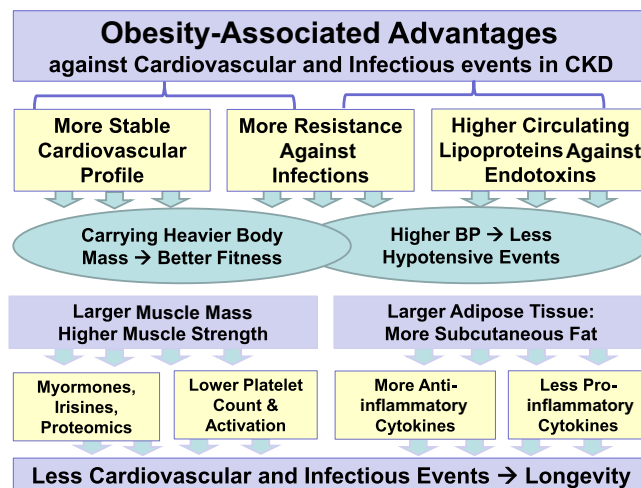 Obesity-Associated Advantages
against Cardiovascular and Infectious events in CKD
More Stable
Cardiovascular
Profile
More Resistance
Against
Infections
Higher Circulating
Lipoproteins Against
Endotoxins
Carrying Heavier Body
Mass → Better Fitness
Higher BP → Less
Hypotensive Events
Larger Muscle Mass
Higher Muscle Strength
Larger Adipose Tissue:
More Subcutaneous Fat
Myormones,
Irisines,
Proteomics
Lower Platelet
Count &
Activation
More Anti-
inflammatory
Cytokines
Less Pro-
inflammatory
Cytokines
Less Cardiovascular and Infectious Events → Longevity